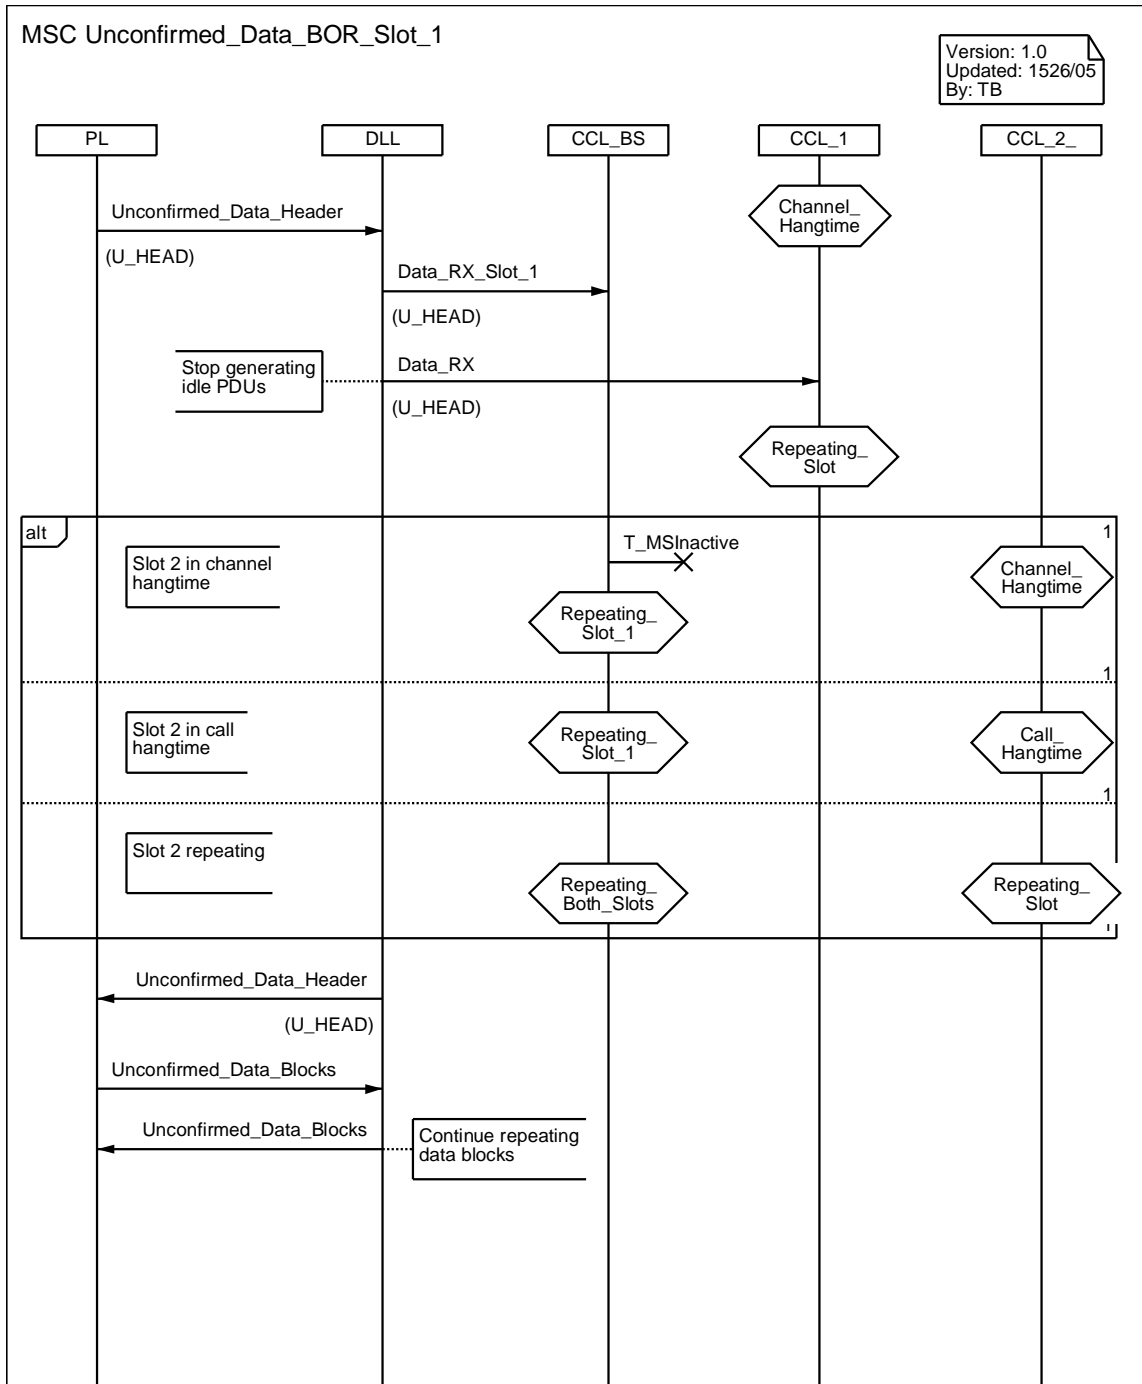 MSC Unconfirmed_Data_BOR_Slot_1
Version: 1.0
Updated: 1526/05
By: TB
PL
DLL
CCL_BS
CCL_1
CCL_2_
Unconfirmed_Data_Header
(U_HEAD)
Channel_
Hangtime
Data_RX_Slot_1
(U_HEAD)
Stop generating
idle PDUs
Data_RX
(U_HEAD)
Repeating_
Slot
alt
1
Slot 2 in channel
hangtime
T_MSInactive
Channel_
Hangtime
Repeating_
Slot_1
1
Slot 2 in call
hangtime
Repeating_
Slot_1
Call_
Hangtime
1
Slot 2 repeating
Repeating_
Both_Slots
Repeating_
Slot
Unconfirmed_Data_Header
(U_HEAD)
Unconfirmed_Data_Blocks
Unconfirmed_Data_Blocks
Continue repeating
data blocks